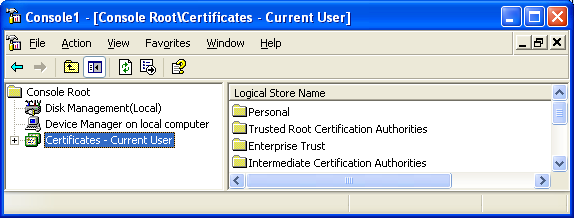 Console1 - [Console Root\Certificates - Current User]
File Action View Favorites Window Help
Console Root
Disk Management(Local)
Device Manager on local computer
Certificates - Current User
Logical Store Name
Personal
Trusted Root Certification Authorities
Enterprise Trust
Intermediate Certification Authorities